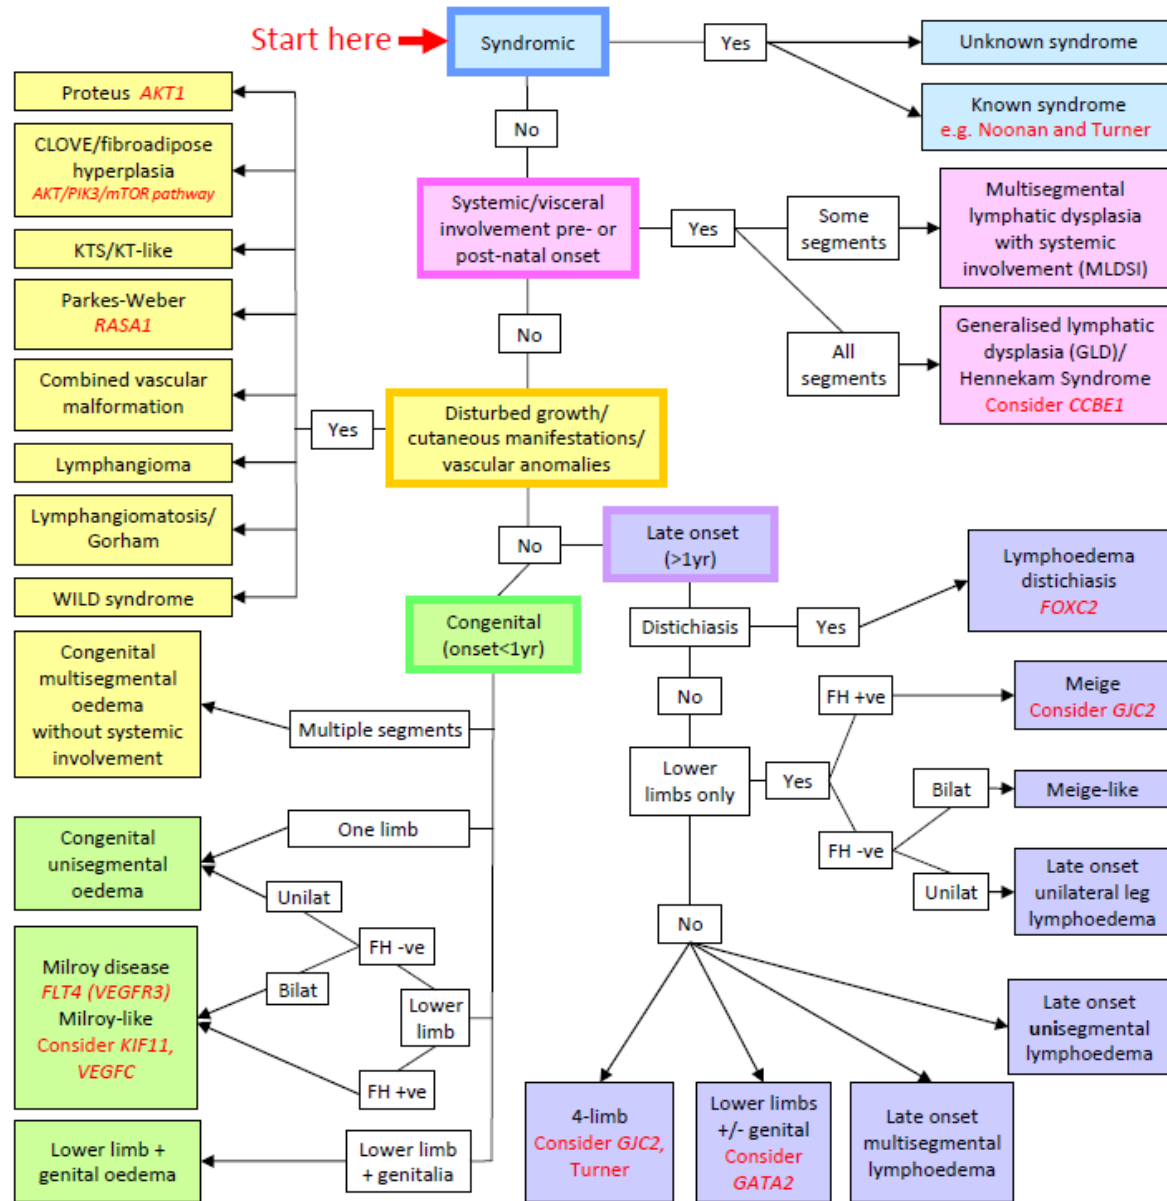 Start here
Syndromic
Yes
Unknown syndrome
Known syndrome
e.g. Noonan and Turner
No
Proteus AKT1
CLOVE/fibroadipose
hyperplasia
AKT/PIK3/mTOR pathway
KTS/KT-like
Parkes-Weber
RASA1
Combined vascular
malformation
Lymphangioma
Lymphangiomatosis/
Gorham
WILD syndrome
Systemic/visceral
involvement pre- or
post-natal onset
Yes
Some
segments
Multisegmental
lymphatic dysplasia
with systemic
involvement (MLDSI)
All
segments
Generalised lymphatic
dysplasia (GLD)/
Hennekam Syndrome
Consider CCBE1
No
Disturbed growth/
cutaneous manifestations/
vascular anomalies
Yes
No
Late onset
(>1yr)
Congenital
(onset<1yr)
Distichiasis
Yes
Lymphoedema
distichiasis
FOXC2
No
Lower
limbs only
Yes
FH +ve
Meige
Consider GJC2
FH -ve
Bilat
Meige-like
Unilat
Late onset
unilateral leg
lymphoedema
No
Late onset
unisegmental
lymphoedema
4-limb
Consider GJC2,
Turner
Lower limbs
+/- genital
Consider
GATA2
Late onset
multisegmental
lymphoedema
Congenital
multisegmental
oedema
without systemic
involvement
Multiple segments
Congenital
unisegmental
oedema
One limb
Unilat
FH -ve
Bilat
Lower
limb
FH +ve
Milroy disease
FLT4 (VEGFR3)
Milroy-like
Consider KIF11,
VEGFC
Lower limb +
genital oedema
Lower limb
+ genitalia